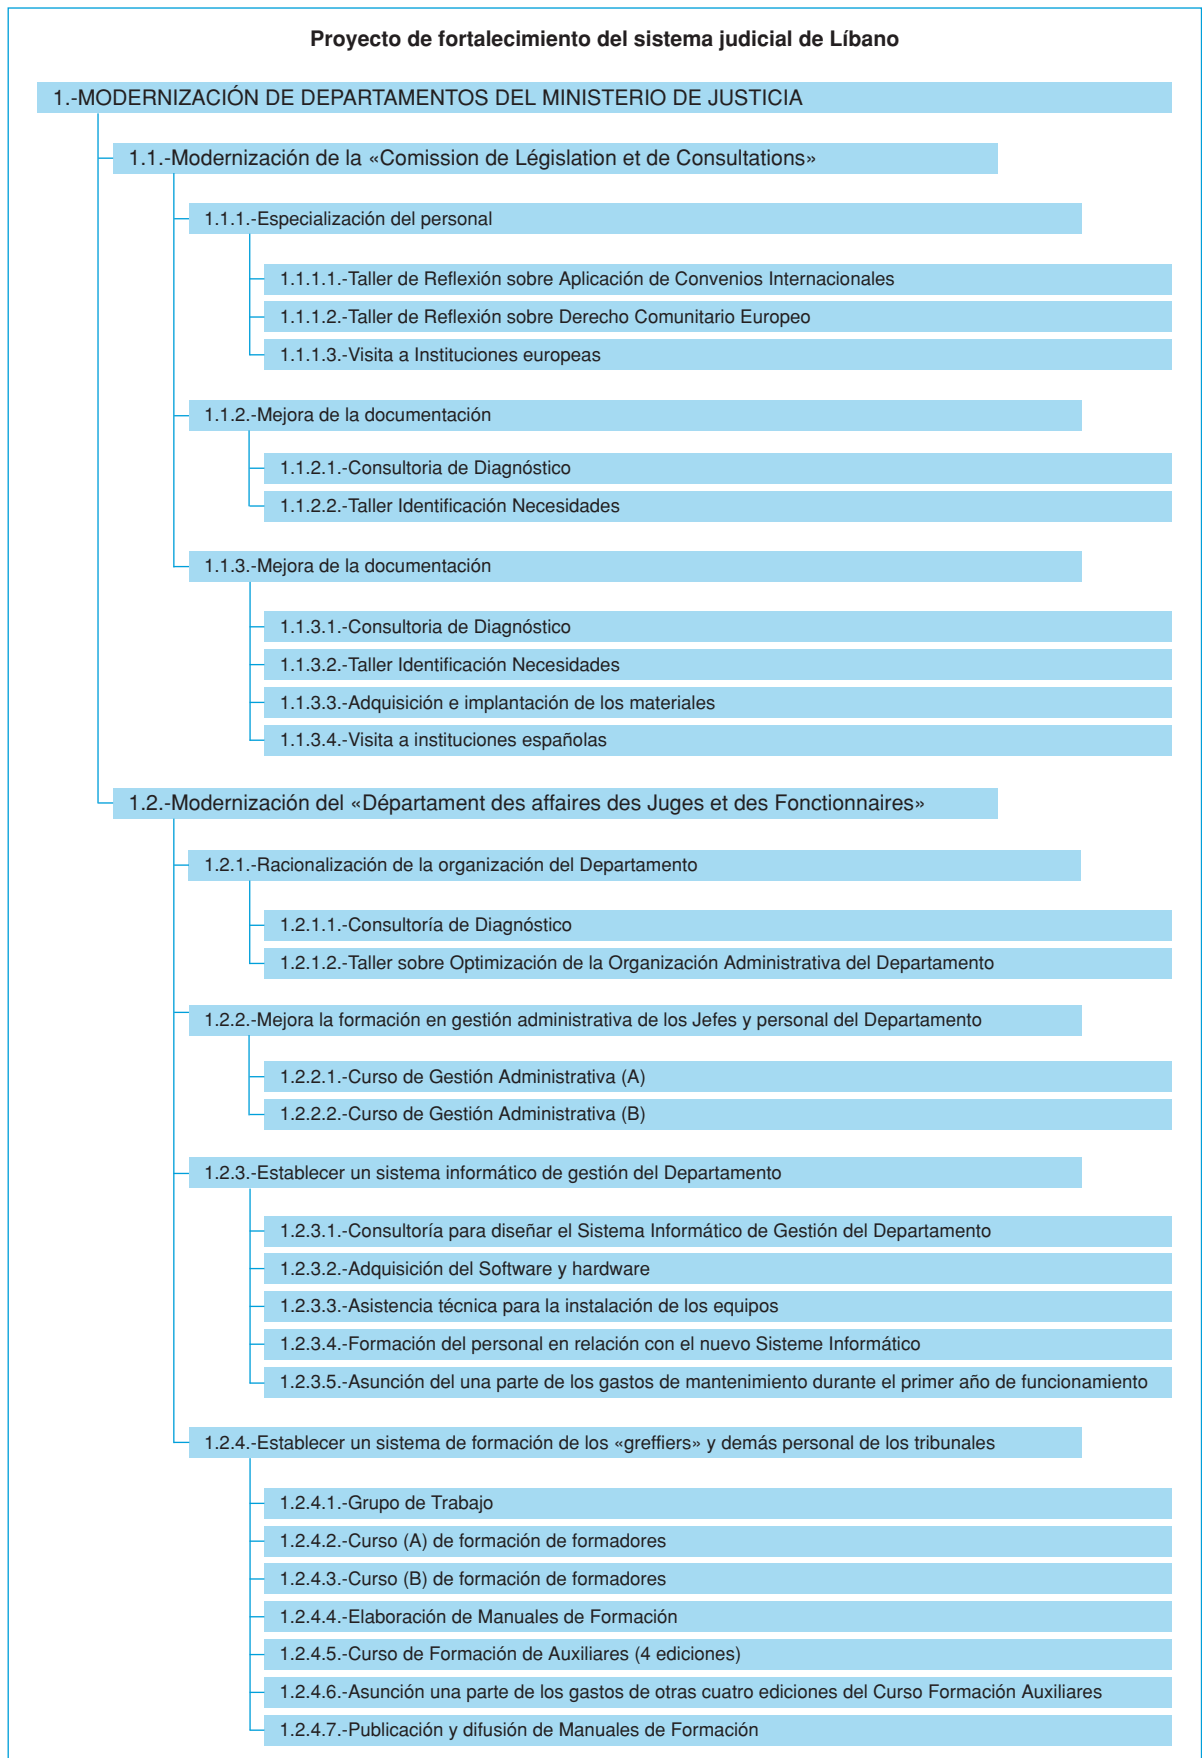 Proyecto de fortalecimiento del sistema judicial de Líbano
1.-MODERNIZACIÓN DE DEPARTAMENTOS DEL MINISTERIO DE JUSTICIA
1.1.-Modernización de la «Comission de Législation et de Consultations»
1.1.1.-Especialización del personal
1.1.1.1.-Taller de Reflexión sobre Aplicación de Convenios Internacionales
1.1.1.2.-Taller de Reflexión sobre Derecho Comunitario Europeo
1.1.1.3.-Visita a Instituciones europeas
1.1.2.-Mejora de la documentación
1.1.2.1.-Consultoria de Diagnóstico
1.1.2.2.-Taller Identificación Necesidades
1.1.3.-Mejora de la documentación
1.1.3.1.-Consultoria de Diagnóstico
1.1.3.2.-Taller Identificación Necesidades
1.1.3.3.-Adquisición e implantación de los materiales
1.1.3.4.-Visita a instituciones españolas
1.2.-Modernización del «Départament des affaires des Juges et des Fonctionnaires»
1.2.1.-Racionalización de la organización del Departamento
1.2.1.1.-Consultoría de Diagnóstico
1.2.1.2.-Taller sobre Optimización de la Organización Administrativa del Departamento
1.2.2.-Mejora la formación en gestión administrativa de los Jefes y personal del Departamento
1.2.2.1.-Curso de Gestión Administrativa (A)
1.2.2.2.-Curso de Gestión Administrativa (B)
1.2.3.-Establecer un sistema informático de gestión del Departamento
1.2.3.1.-Consultoría para diseñar el Sistema Informático de Gestión del Departamento
1.2.3.2.-Adquisición del Software y hardware
1.2.3.3.-Asistencia técnica para la instalación de los equipos
1.2.3.4.-Formación del personal en relación con el nuevo Sisteme Informático
1.2.3.5.-Asunción del una parte de los gastos de mantenimiento durante el primer año de funcionamiento
1.2.4.-Establecer un sistema de formación de los «greffiers» y demás personal de los tribunales
1.2.4.1.-Grupo de Trabajo
1.2.4.2.-Curso (A) de formación de formadores
1.2.4.3.-Curso (B) de formación de formadores
1.2.4.4.-Elaboración de Manuales de Formación
1.2.4.5.-Curso de Formación de Auxiliares (4 ediciones)
1.2.4.6.-Asunción una parte de los gastos de otras cuatro ediciones del Curso Formación Auxiliares
1.2.4.7.-Publicación y difusión de Manuales de Formación